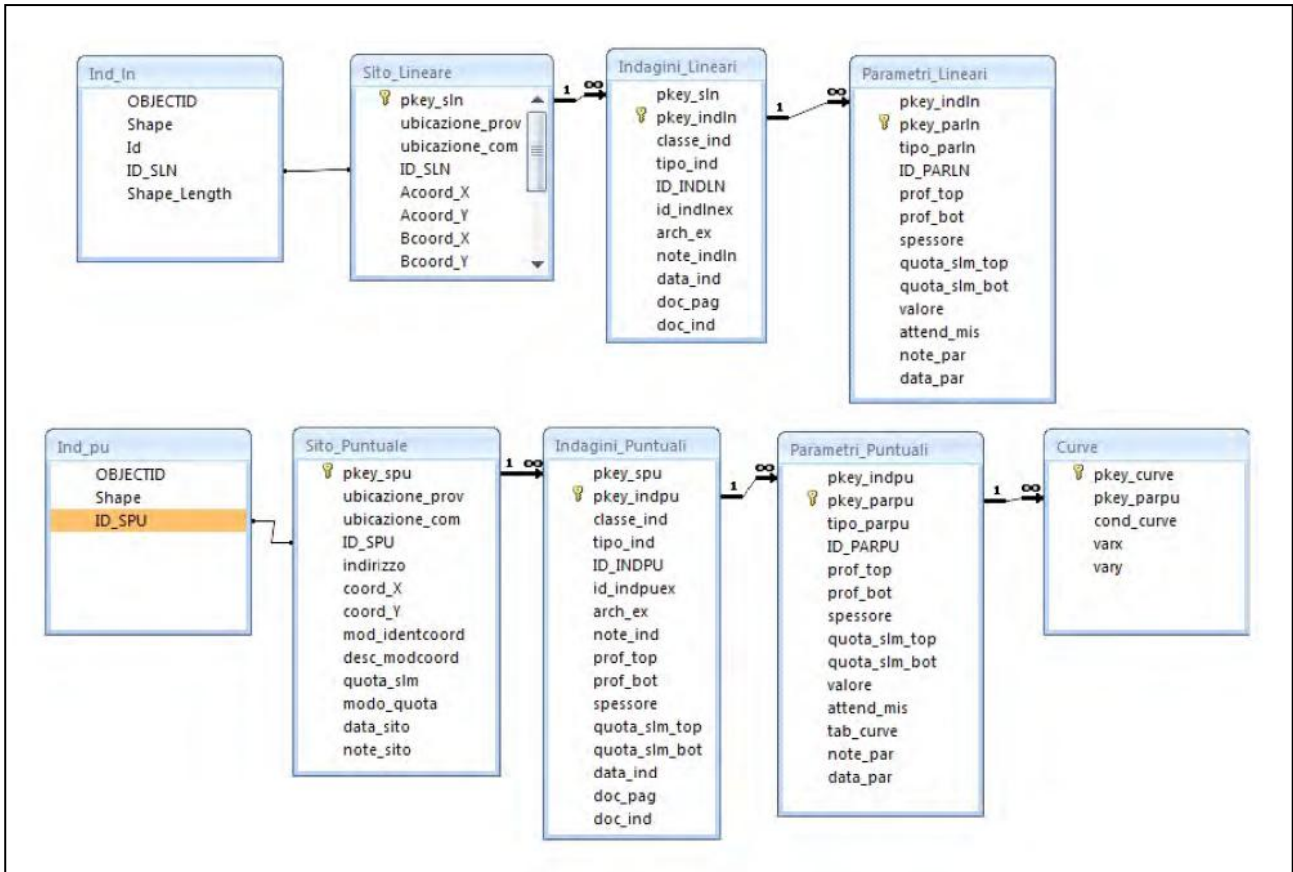 Ind_ln
OBJECTID
Shape
Id
ID_SLN
Shape_Length
Sito_Lineare
pkey_sln
ubicazione_prov
ubicazione_com
ID_SLN
Acoord_X
Acoord_Y
Bcoord_X
Bcoord_Y
1 ∞
Indagini_Lineari
pkey_sln
pkey_indln
classe_ind
tipo_ind
ID_INDLN
id_indlnex
arch_ex
note_indln
data_ind
doc_pag
doc_ind
1 ∞
Parametri_Lineari
pkey_indln
pkey_parln
tipo_parln
ID_PARLN
prof_top
prof_bot
spessore
quota_slm_top
quota_slm_bot
valore
attend_mis
note_par
data_par
Ind_pu
OBJECTID
Shape
ID_SPU
Sito_Puntuale
pkey_spu
ubicazione_prov
ubicazione_com
ID_SPU
indirizzo
coord_X
coord_Y
mod_identcoord
desc_modcoord
quota_slm
modo_quota
data_sito
note_sito
1 ∞
Indagini_Puntuali
pkey_spu
pkey_indpu
classe_ind
tipo_ind
ID_INDPU
id_indpuex
arch_ex
note_ind
prof_top
prof_bot
spessore
quota_slm_top
quota_slm_bot
data_ind
doc_pag
doc_ind
1 ∞
Parametri_Puntuali
pkey_indpu
pkey_parpu
tipo_parpu
ID_PARPU
prof_top
prof_bot
spessore
quota_slm_top
quota_slm_bot
valore
attend_mis
tab_curve
note_par
data_par
1 ∞
Curve
pkey_curve
pkey_parpu
cond_curve
varx
vary